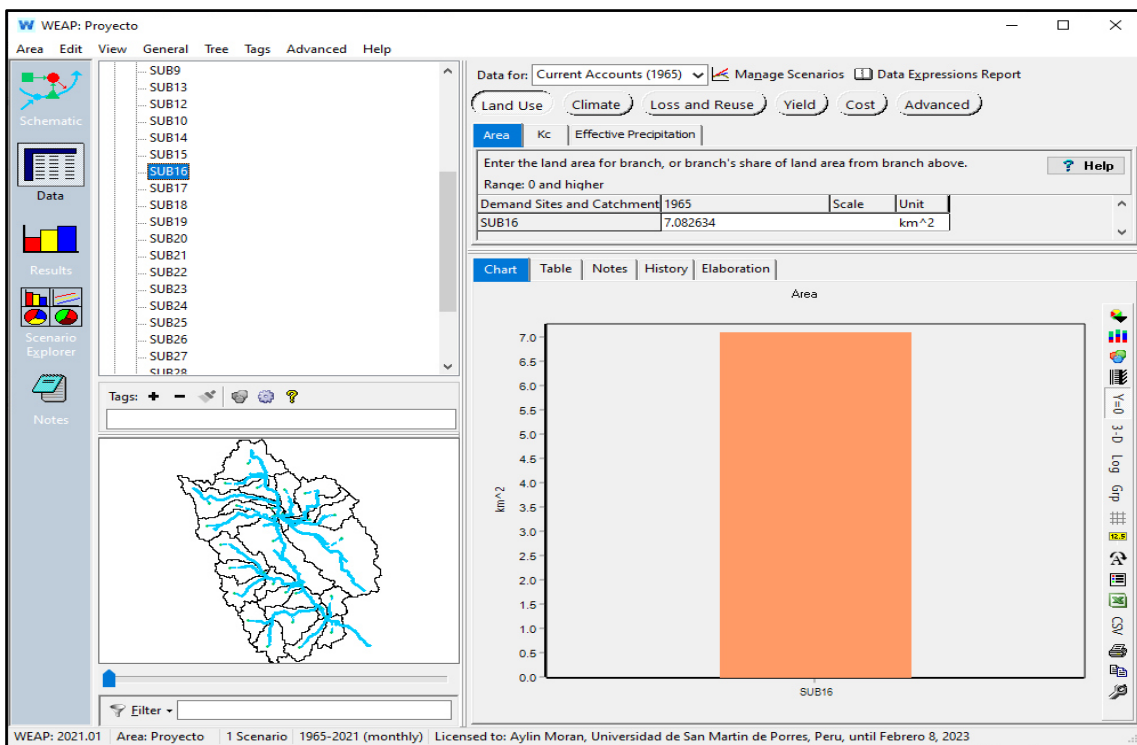 WEAP: Proyecto
Area Edit View General Tree Tags Advanced Help
Schematic
Data
Results
Scenario
Explorer
Notes
SUB9
SUB13
SUB12
SUB10
SUB14
SUB15
SUB16
SUB17
SUB18
SUB19
SUB20
SUB21
SUB22
SUB23
SUB24
SUB25
SUB26
SUB27
SUB28
Tags:
Filter
Data for: Current Accounts (1965) Manage Scenarios Data Expressions Report
Land Use Climate Loss and Reuse Yield Cost Advanced
Area Kc Effective Precipitation
Enter the land area for branch, or branch's share of land area from branch above.
? Help
Range: 0 and higher
Demand Sites and Catchment 1965 Scale Unit
SUB16 7.082634 km^2
Chart Table Notes History Elaboration
Area
7.0
6.5
6.0
5.5
5.0
4.5
4.0
3.5
3.0
2.5
2.0
1.5
1.0
0.5
0.0
km^2
SUB16
Y=0
3-D
Log
Grp
12.5
A
CSV
WEAP: 2021.01 Area: Proyecto 1 Scenario 1965-2021 (monthly) Licensed to: Aylin Moran, Universidad de San Martin de Porres, Peru, until Febrero 8, 2023